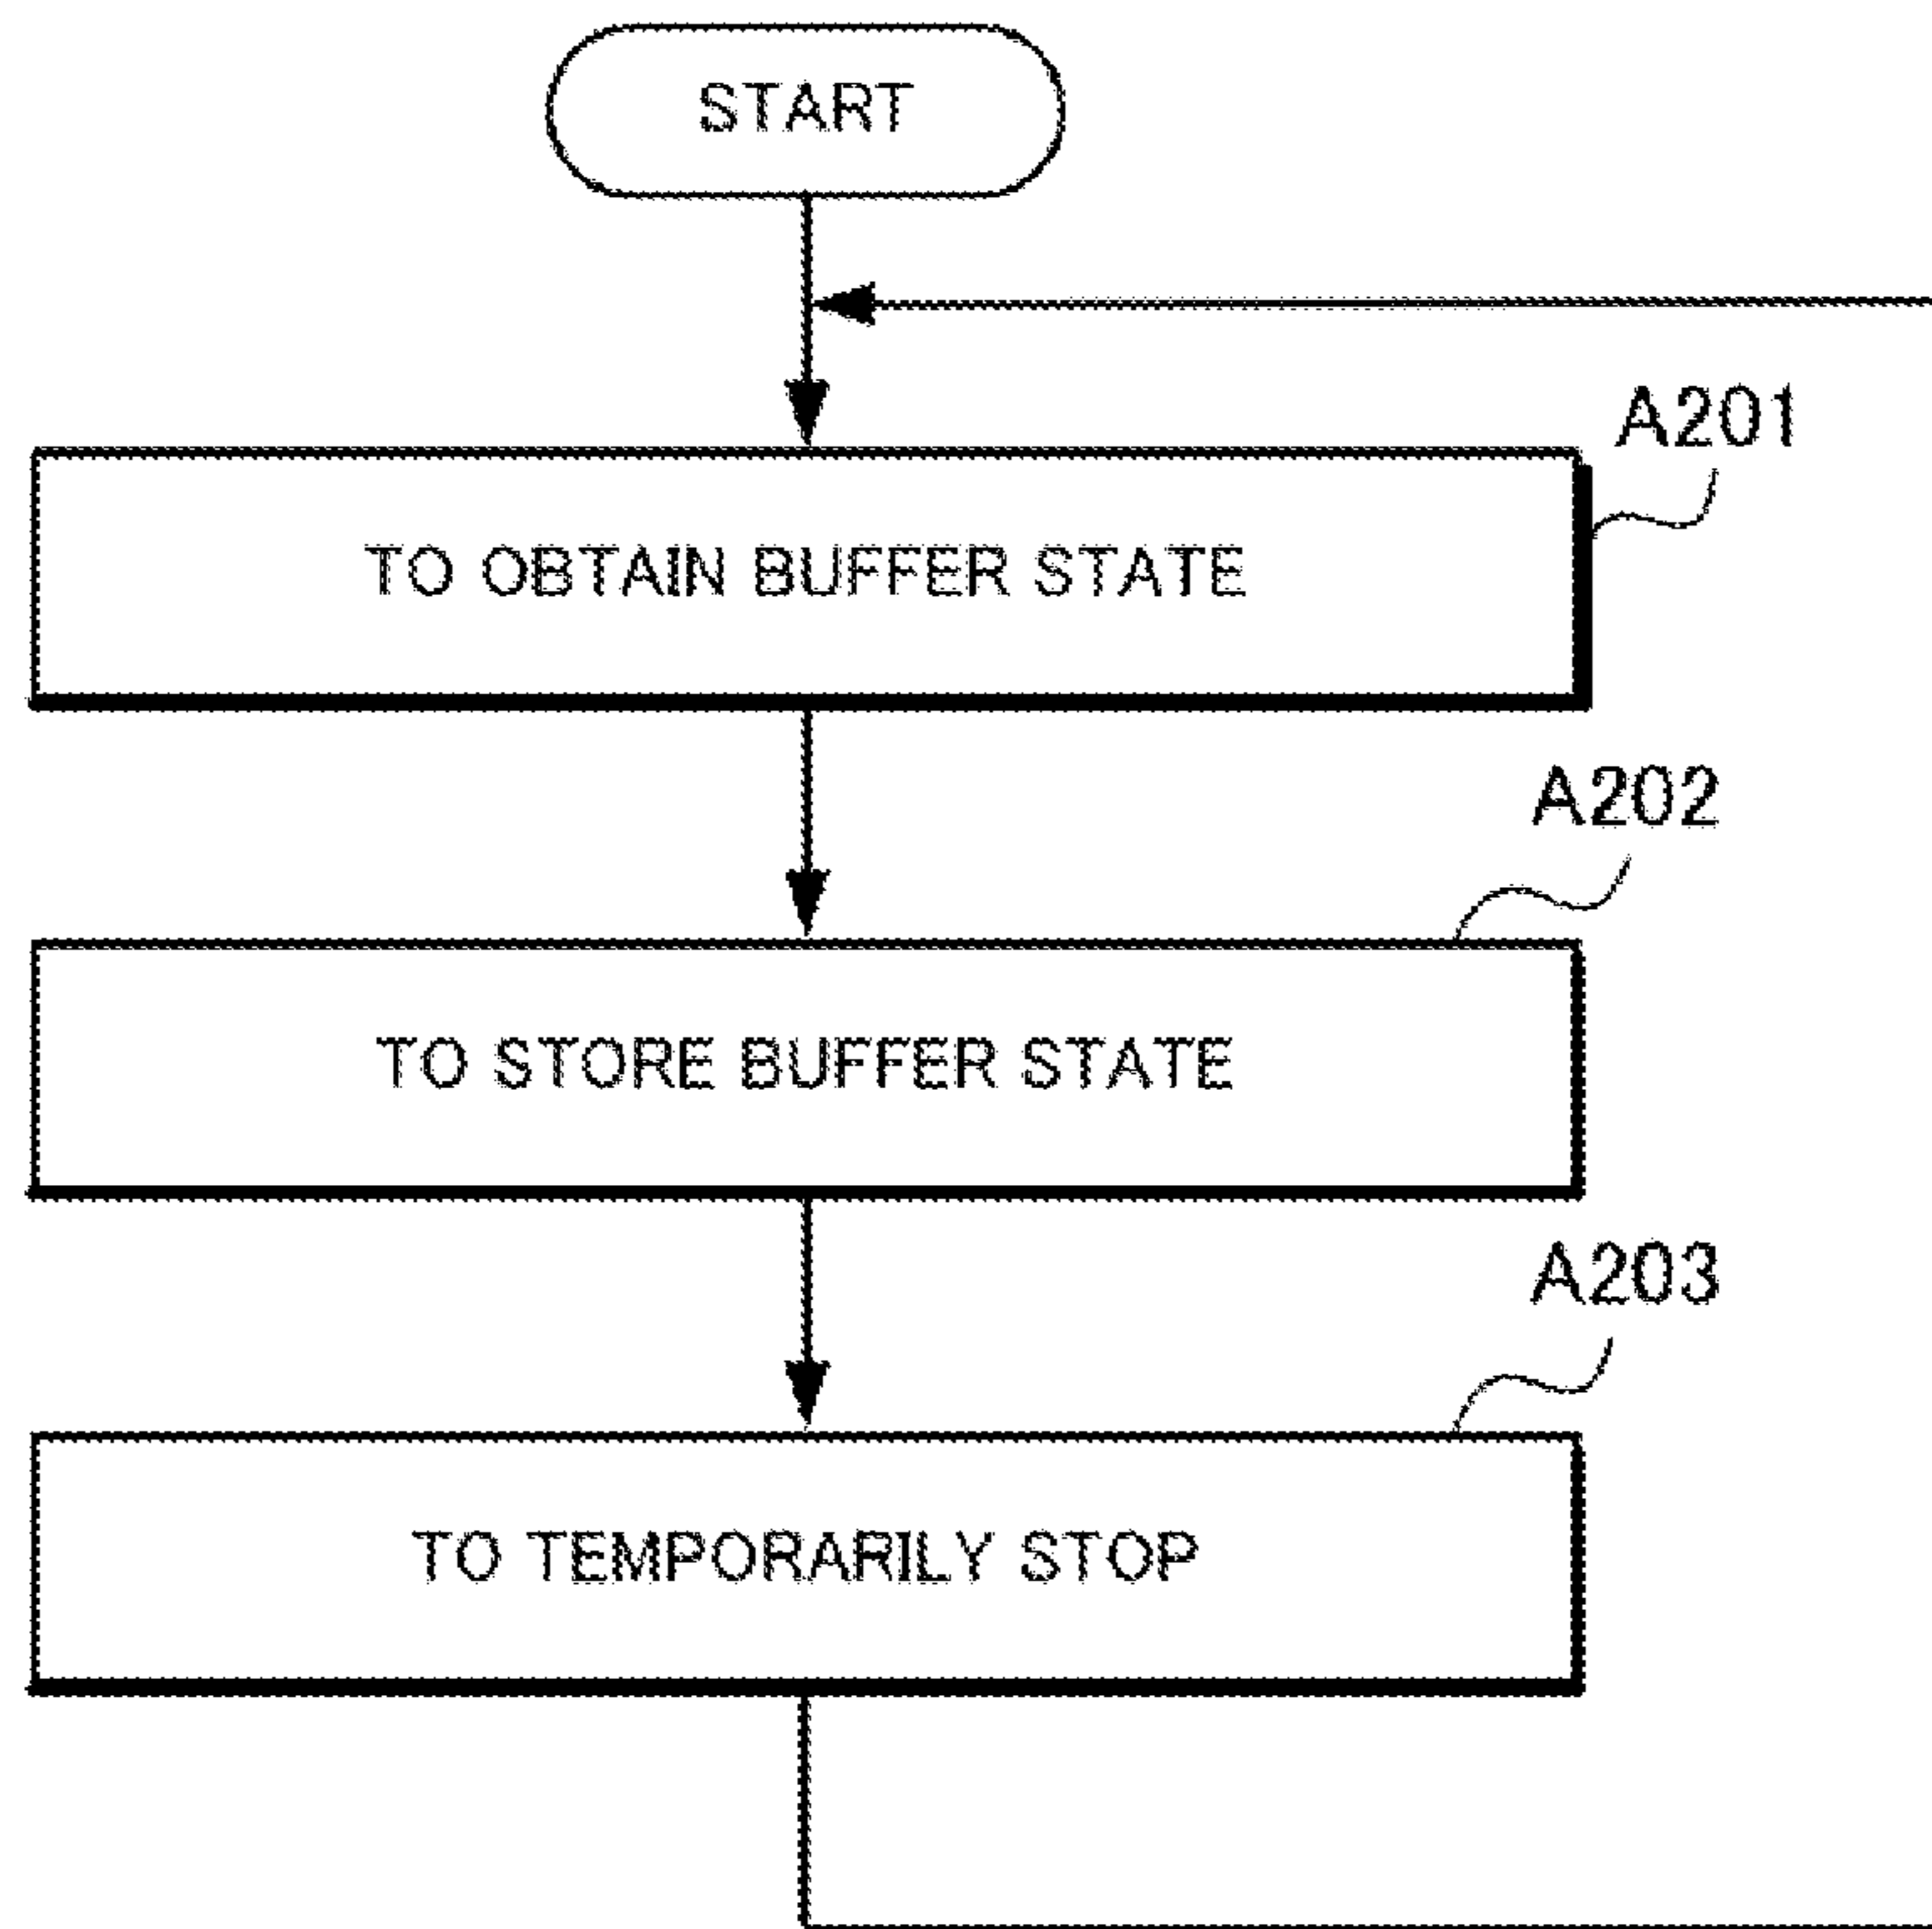 START
A201
TO OBTAIN BUFFER STATE
A202
TO STORE BUFFER STATE
A203
TO TEMPORARILY STOP